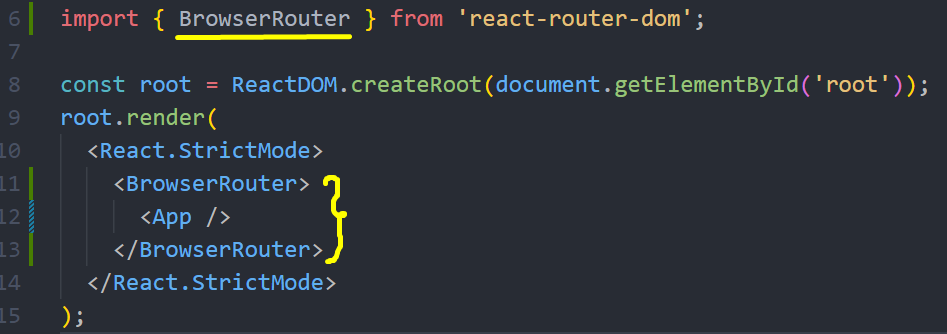 6 import { BrowserRouter } from 'react-router-dom';
7
8 const root = ReactDOM.createRoot(document.getElementById('root'));
9 root.render(
10 <React.StrictMode>
11 <BrowserRouter>
12 <App />
13 </BrowserRouter>
14 </React.StrictMode>
15 );